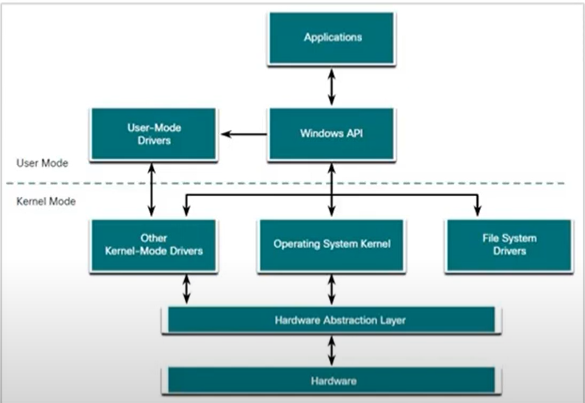 Applications
User-Mode
Drivers
Windows API
User Mode
Kernel Mode
Other
Kernel-Mode Drivers
Operating System Kernel
File System
Drivers
Hardware Abstraction Layer
Hardware